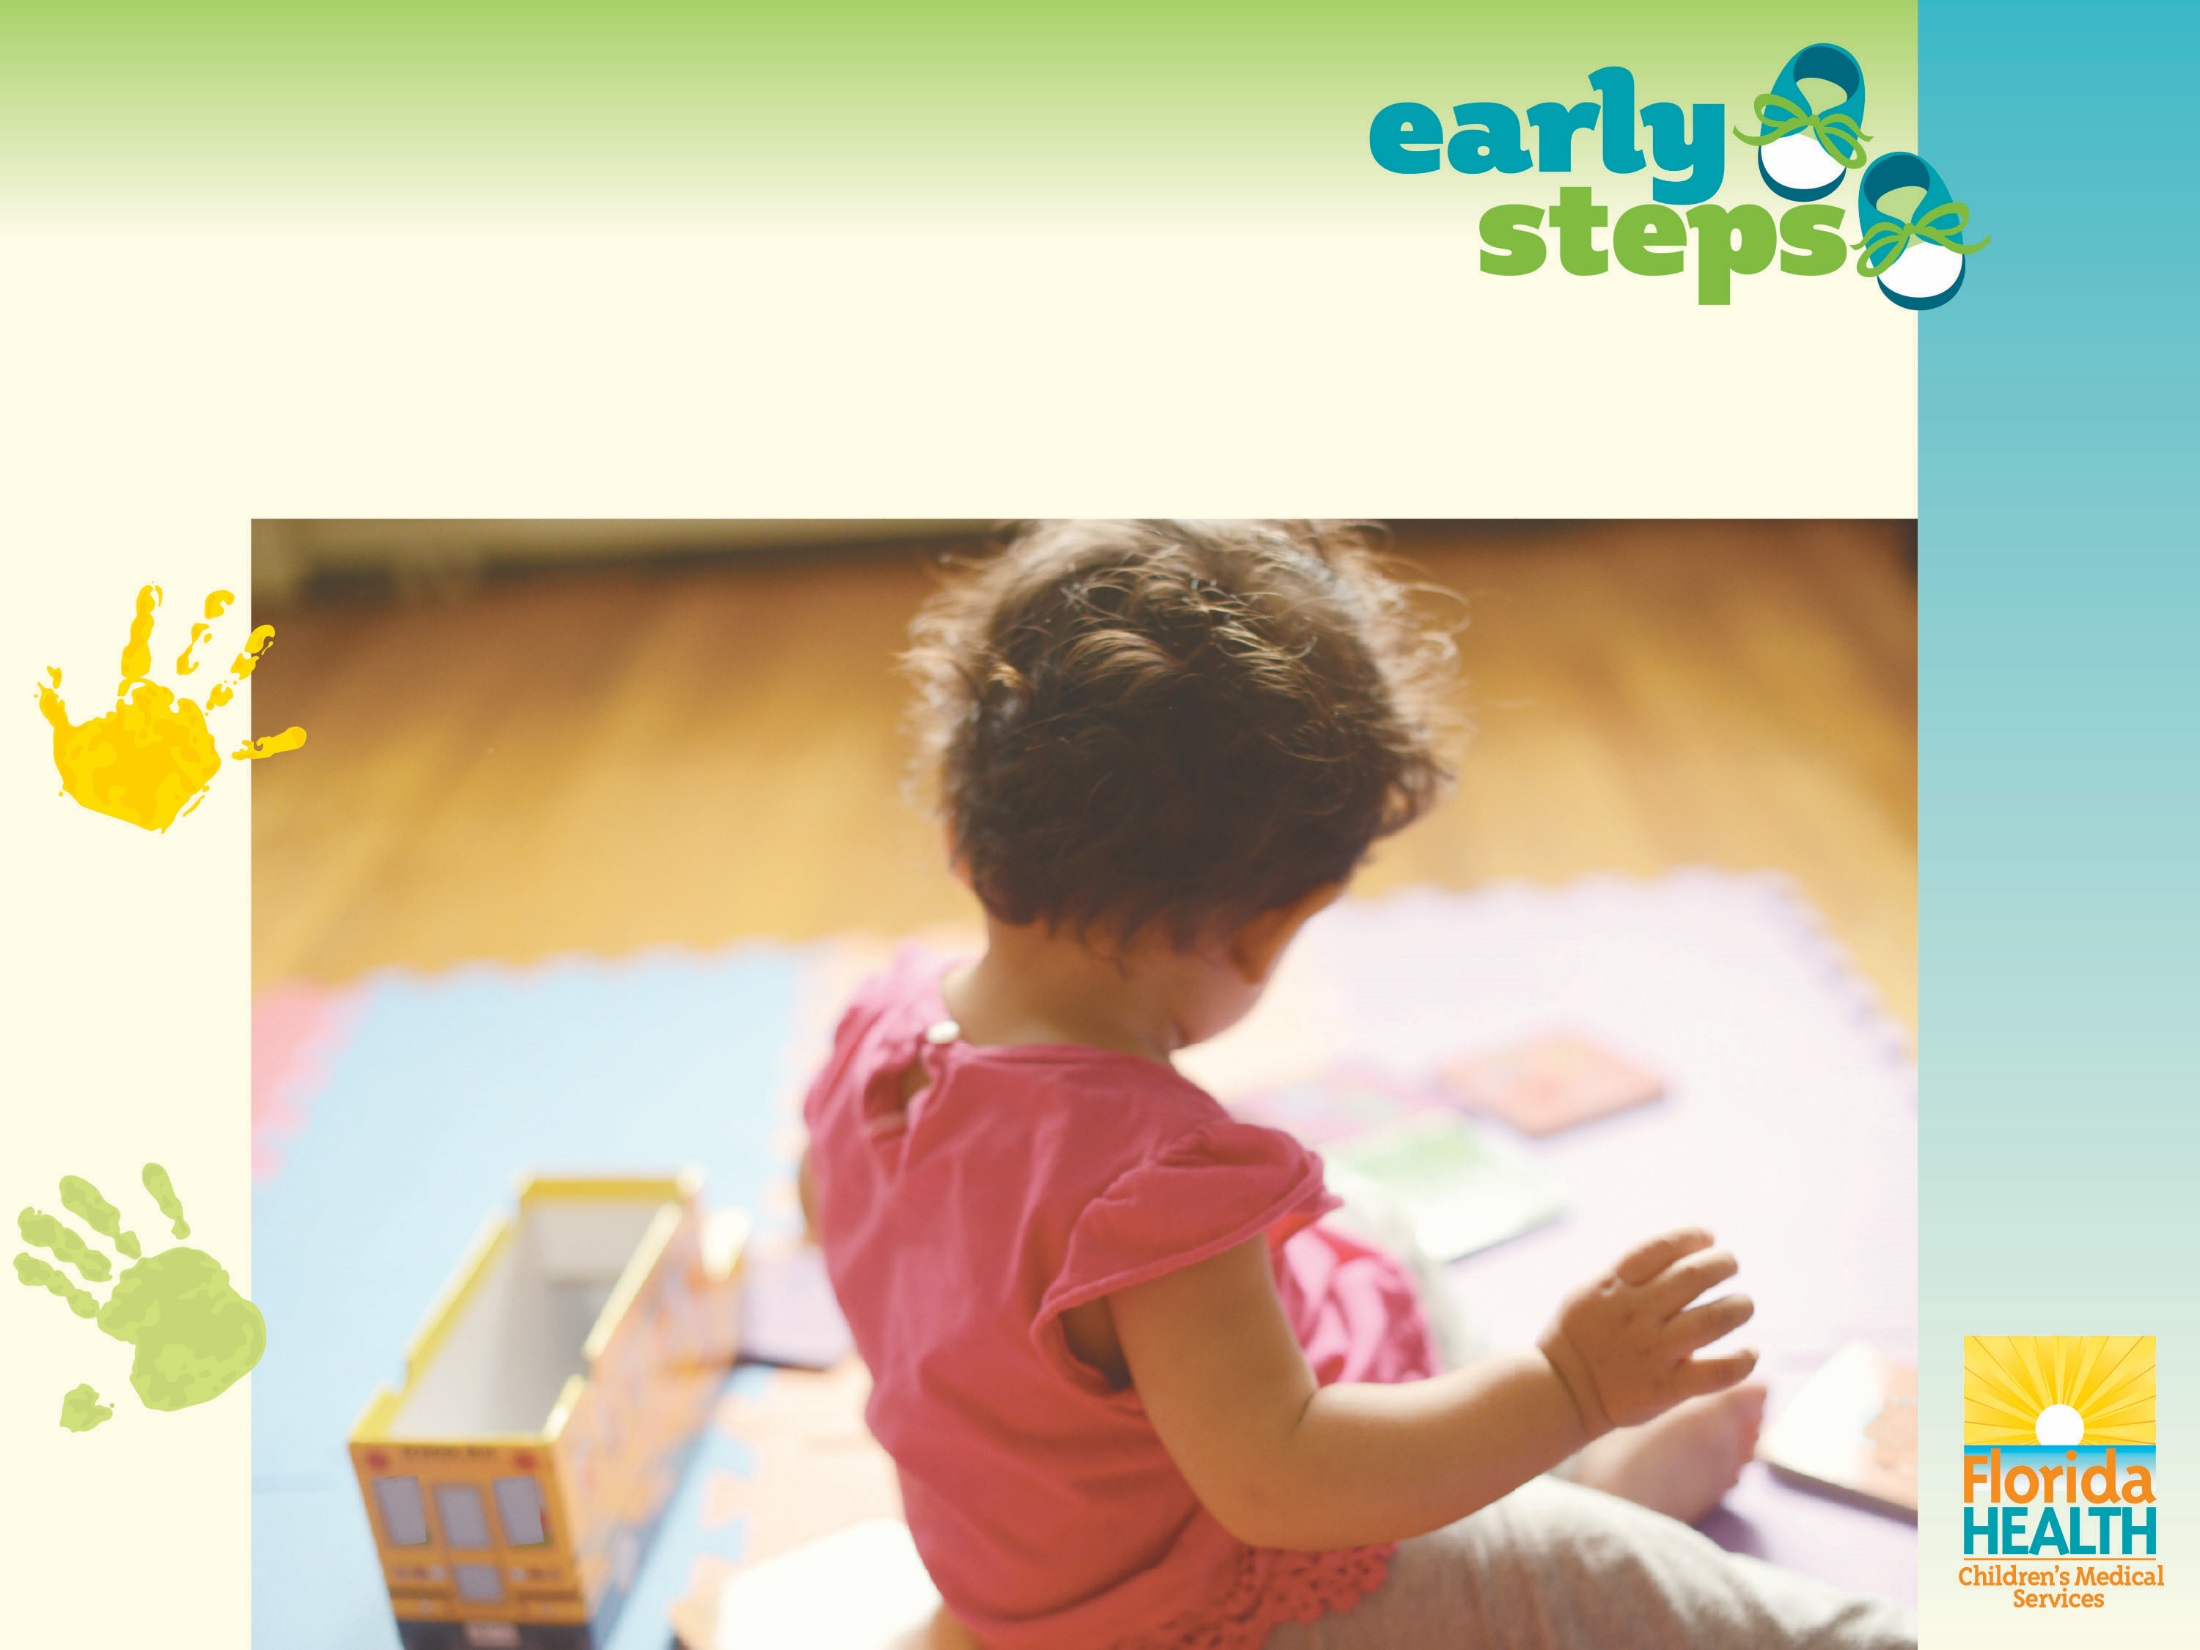 early
steps
Florida
HEALTH
Children's Medical
Services